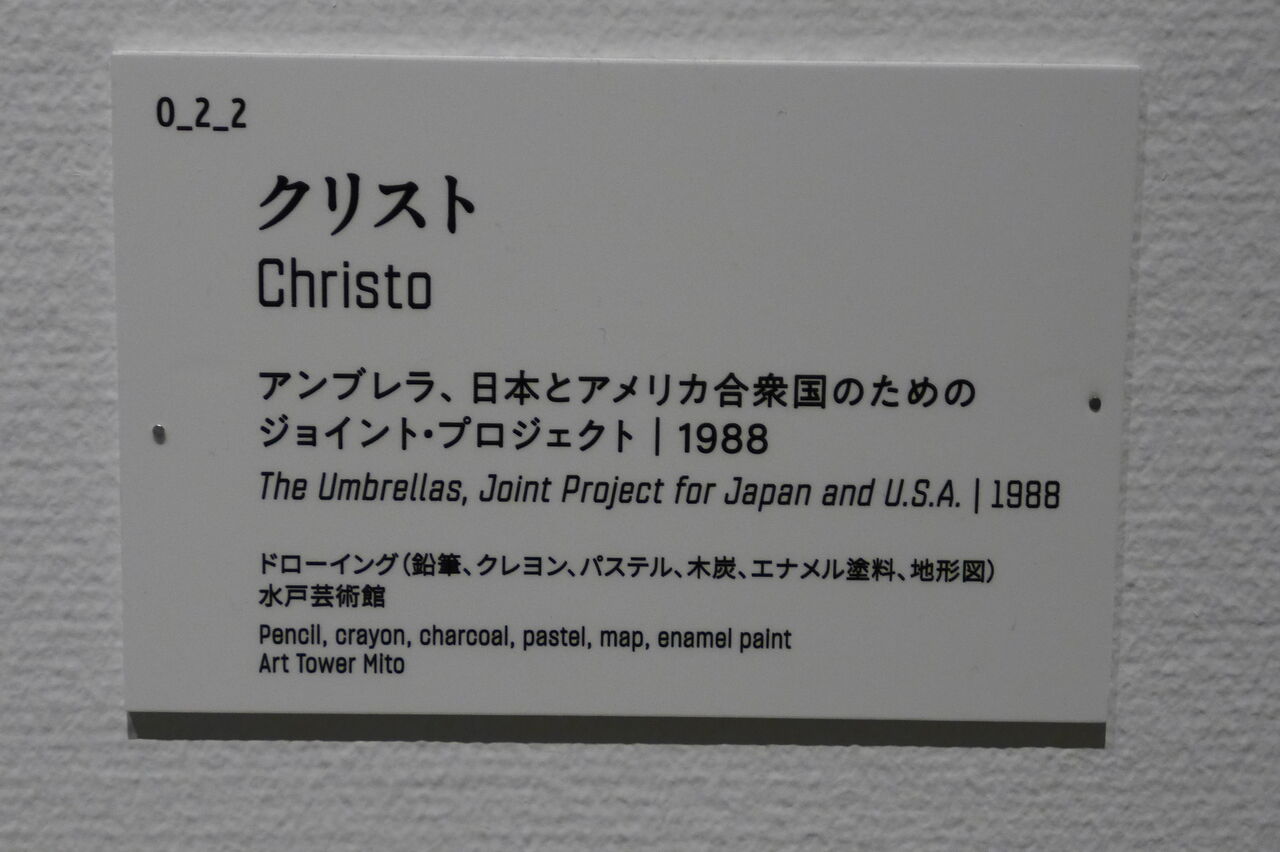 0_2_2
クリスト
Christo
アンブレラ、日本とアメリカ合衆国のための
ジョイント・プロジェクト | 1988
The Umbrellas, Joint Project for Japan and U.S.A. | 1988
ドローイング（鉛筆、クレヨン、パステル、木炭、エナメル塗料、地形図）
水戸芸術館
Pencil, crayon, charcoal, pastel, map, enamel paint
Art Tower Mito